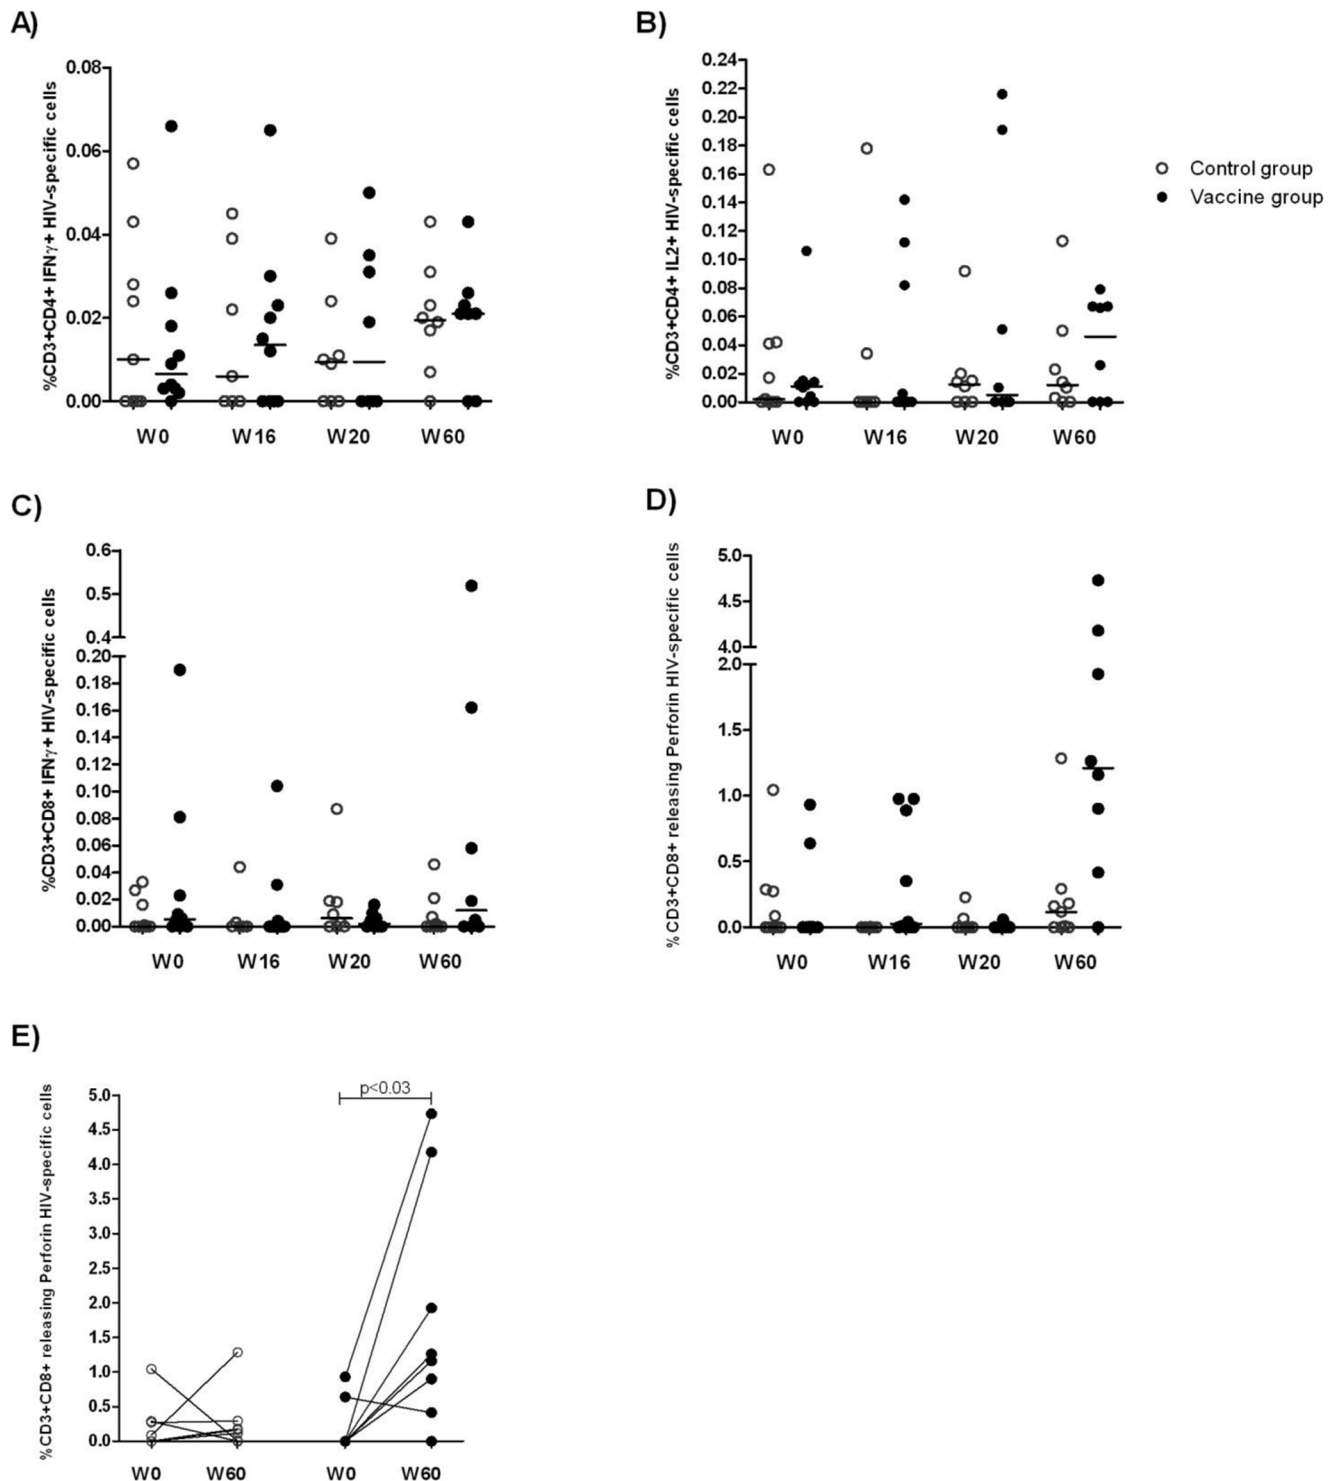 A)
%CD3+CD4+ IFNγ+ HIV-specific cells
0.08
0.06
0.04
0.02
0.00
W0 W16 W20 W60
B)
%CD3+CD4+ IL2+ HIV-specific cells
0.24
0.22
0.20
0.18
0.16
0.14
0.12
0.10
0.08
0.06
0.04
0.02
0.00
W0 W16 W20 W60
Control group
Vaccine group
C)
%CD3+CD8+ IFNγ+ HIV-specific cells
0.6
0.5
0.4
0.20
0.18
0.16
0.14
0.12
0.10
0.08
0.06
0.04
0.02
0.00
W0 W16 W20 W60
D)
%CD3+CD8+ releasing Perforin HIV-specific cells
5.0
4.5
4.0
2.0
1.5
1.0
0.5
0.0
W0 W16 W20 W60
E)
%CD3+CD8+ releasing Perforin HIV-specific cells
p<0.03
5.0
4.5
4.0
3.5
3.0
2.5
2.0
1.5
1.0
0.5
0.0
W0 W60 W0 W60